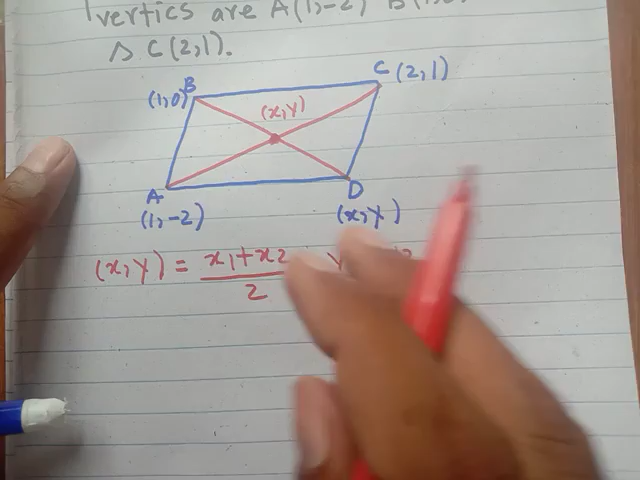 vertics are A(1,-2)
& C(2,1).
B
C (2,1)
(1,0)
(x,y)
A
D
(1,-2)
(x,y)
(x,y) = x1+x2
2